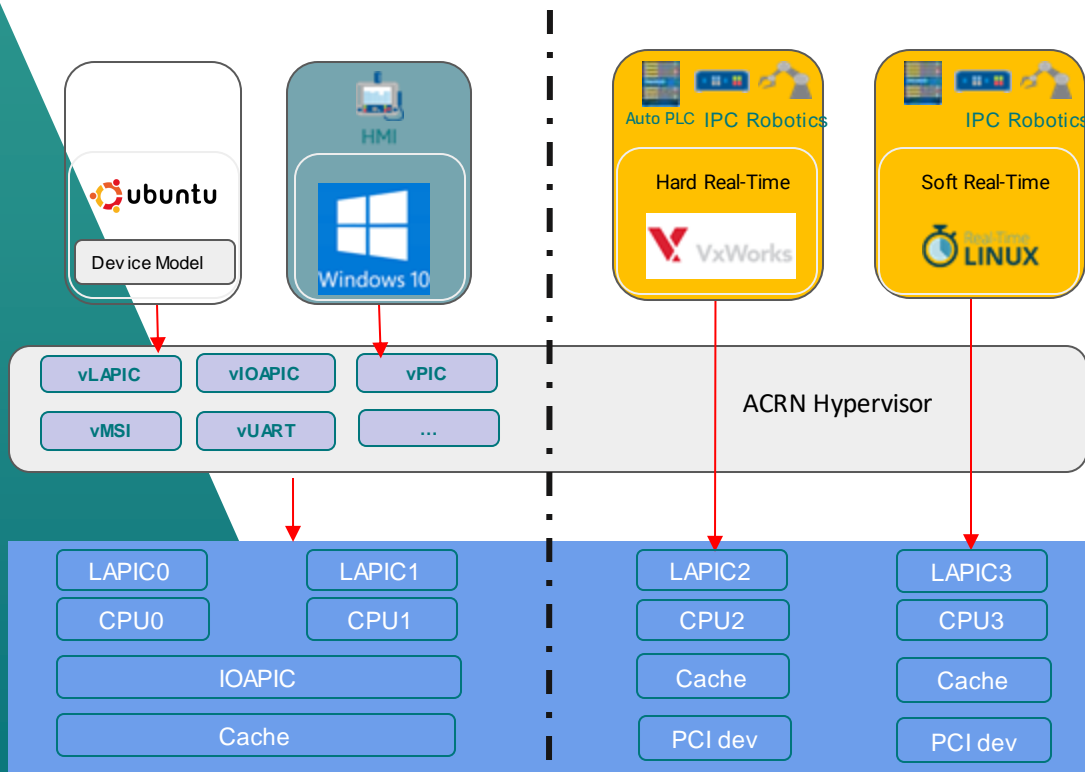 ubuntu
Device Model
HMI
Windows 10
Auto PLC IPC Robotics
Hard Real-Time
VxWorks
IPC Robotics
Soft Real-Time
Real-Time
LINUX
vLAPIC
vIOAPIC
vPIC
vMSI
vUART
...
ACRN Hypervisor
LAPIC0
LAPIC1
LAPIC2
LAPIC3
CPU0
CPU1
CPU2
CPU3
IOAPIC
Cache
Cache
Cache
PCI dev
PCI dev